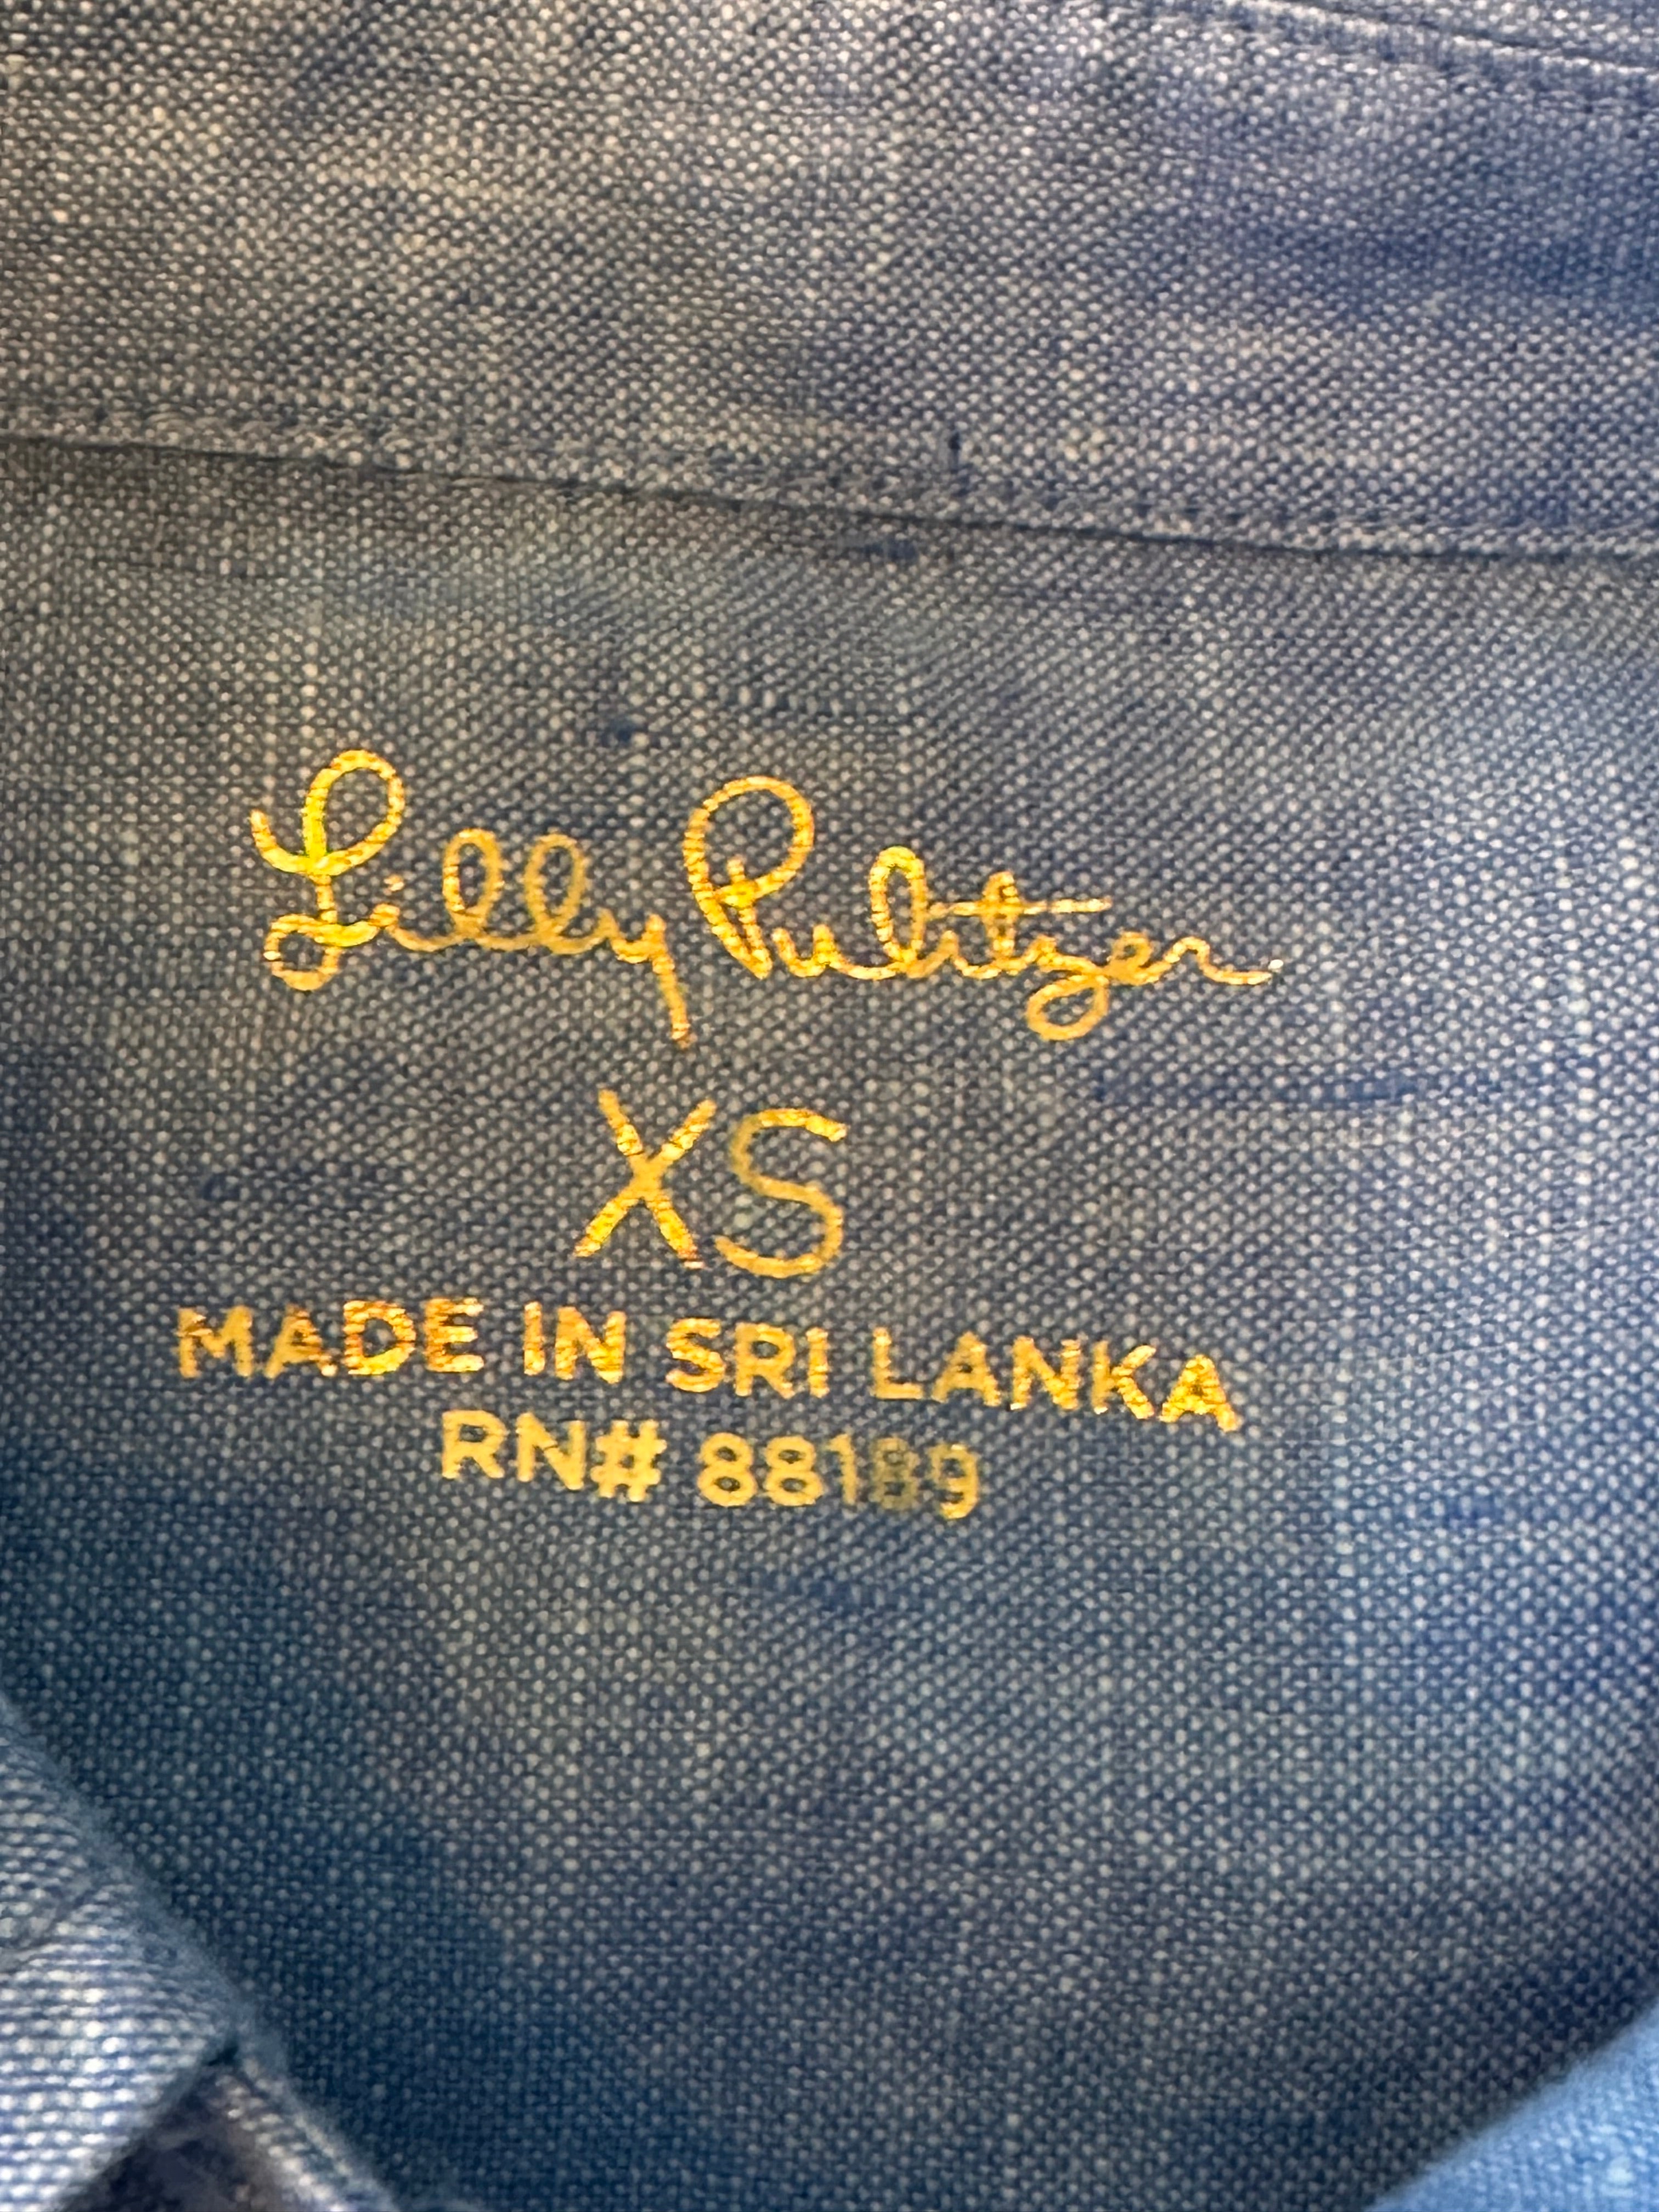 Lilly Pulitzer
XS
MADE IN SRI LANKA
RN# 88189